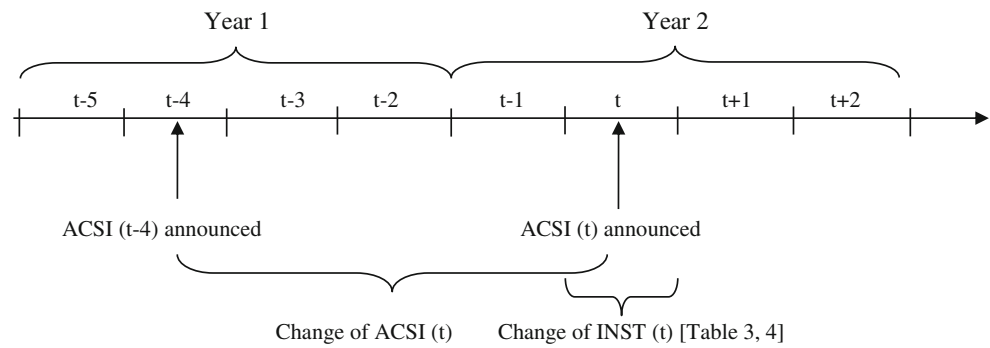 Year 1 Year 2
t-5 t-4 t-3 t-2 t-1 t t+1 t+2
ACSI (t-4) announced ACSI (t) announced
Change of ACSI (t) Change of INST (t) [Table 3, 4]